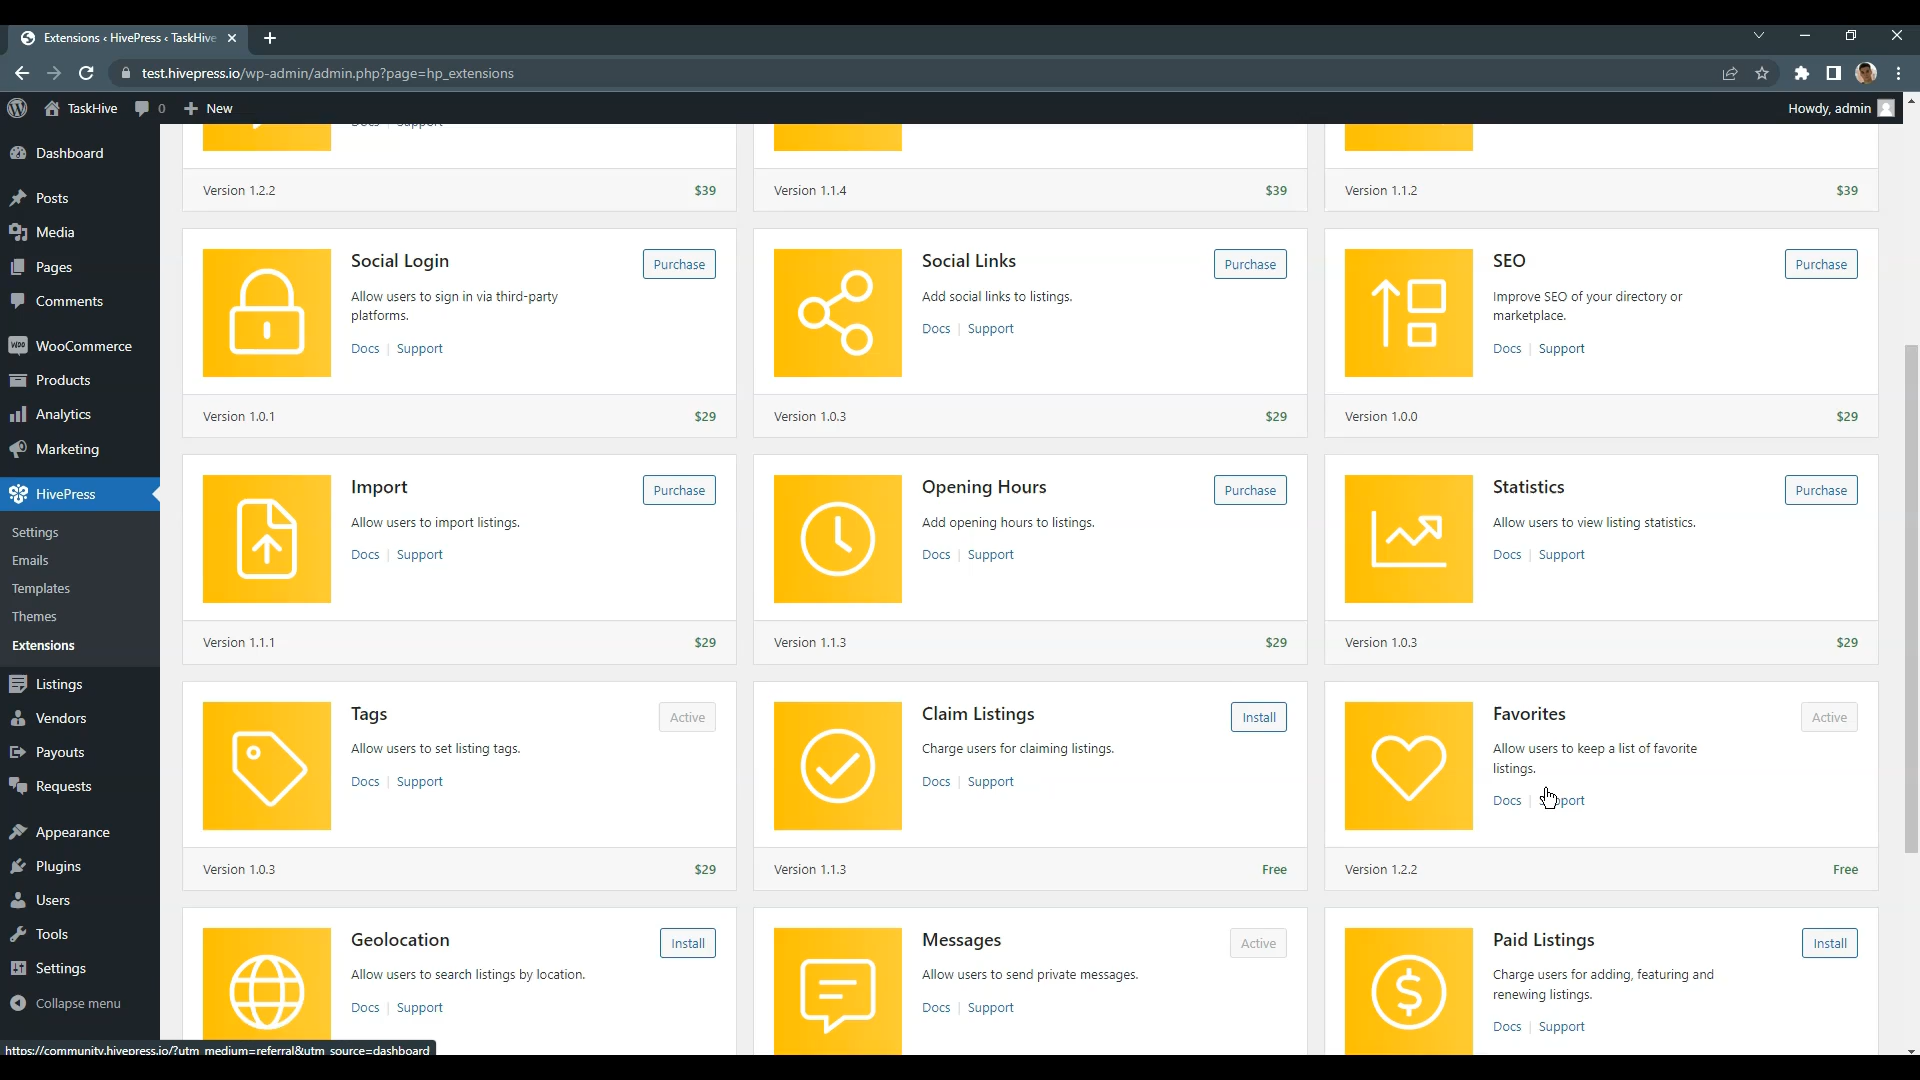 Extensions ‹ HivePress ‹ TaskHive
test.hivepress.io/wp-admin/admin.php?page=hp_extensions
TaskHive 0 New Howdy, admin
Dashboard
Posts
Media
Pages
Comments
WooCommerce
Products
Analytics
Marketing
HivePress
Settings
Emails
Templates
Themes
Extensions
Listings
Vendors
Payouts
Requests
Appearance
Plugins
Users
Tools
Settings
Collapse menu
Docs | Support
Version 1.2.2 $39
Version 1.1.4 $39
Version 1.1.2 $39
Social Login
Purchase
Allow users to sign in via third-party
platforms.
Docs | Support
Version 1.0.1 $29
Social Links
Purchase
Add social links to listings.
Docs | Support
Version 1.0.3 $29
SEO
Purchase
Improve SEO of your directory or
marketplace.
Docs | Support
Version 1.0.0 $29
Import
Purchase
Allow users to import listings.
Docs | Support
Version 1.1.1 $29
Opening Hours
Purchase
Add opening hours to listings.
Docs | Support
Version 1.1.3 $29
Statistics
Purchase
Allow users to view listing statistics.
Docs | Support
Version 1.0.3 $29
Tags
Active
Allow users to set listing tags.
Docs | Support
Version 1.0.3 $29
Claim Listings
Install
Charge users for claiming listings.
Docs | Support
Version 1.1.3 Free
Favorites
Active
Allow users to keep a list of favorite
listings.
Docs | Support
Version 1.2.2 Free
Geolocation
Install
Allow users to search listings by location.
Docs | Support
Messages
Active
Allow users to send private messages.
Docs | Support
Paid Listings
Install
Charge users for adding, featuring and
renewing listings.
Docs | Support
https://community.hivepress.io/?utm_medium=referral&utm_source=dashboard